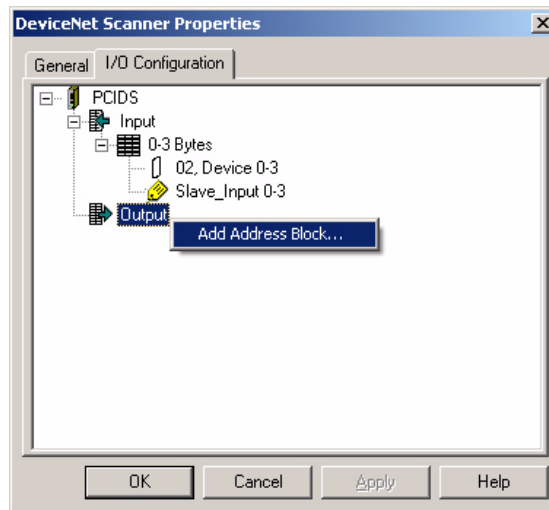 DeviceNet Scanner Properties
General I/O Configuration
PCIDS
Input
0-3 Bytes
02, Device 0-3
Slave_Input 0-3
Output
Add Address Block...
OK Cancel Apply Help